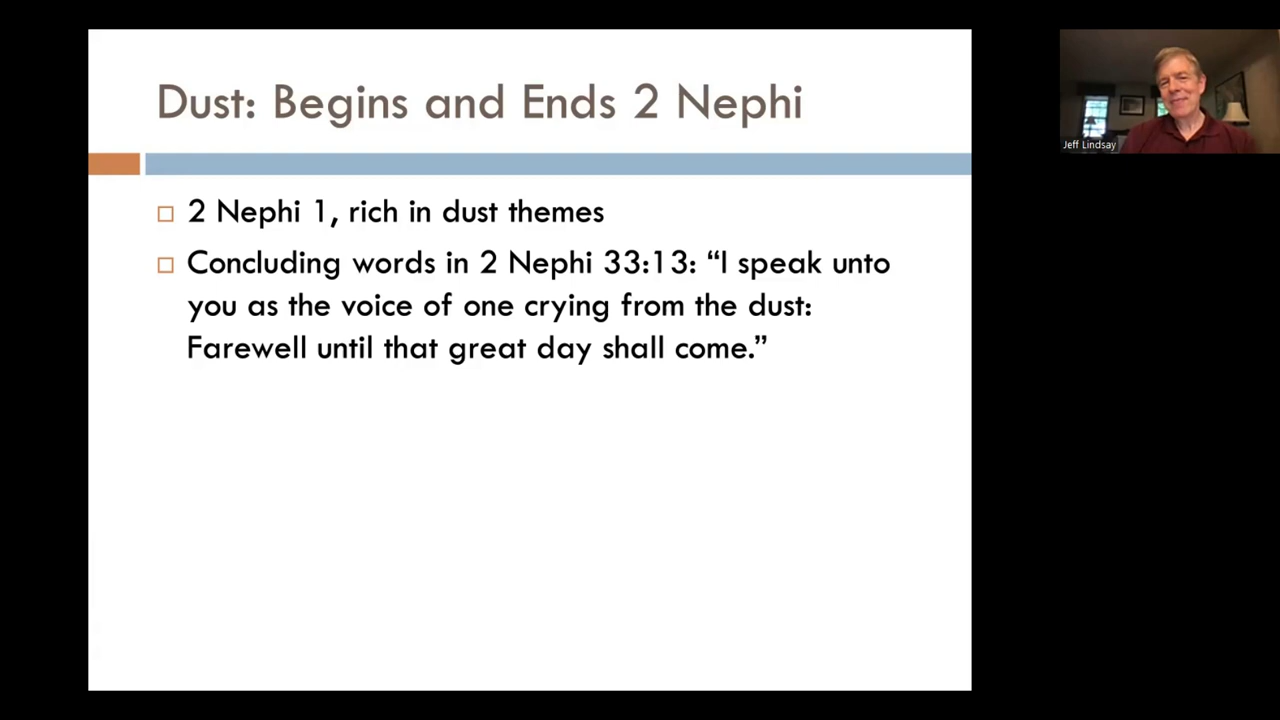 Dust: Begins and Ends 2 Nephi
2 Nephi 1, rich in dust themes
Concluding words in 2 Nephi 33:13: “I speak unto
you as the voice of one crying from the dust:
Farewell until that great day shall come.”
Jeff Lindsay